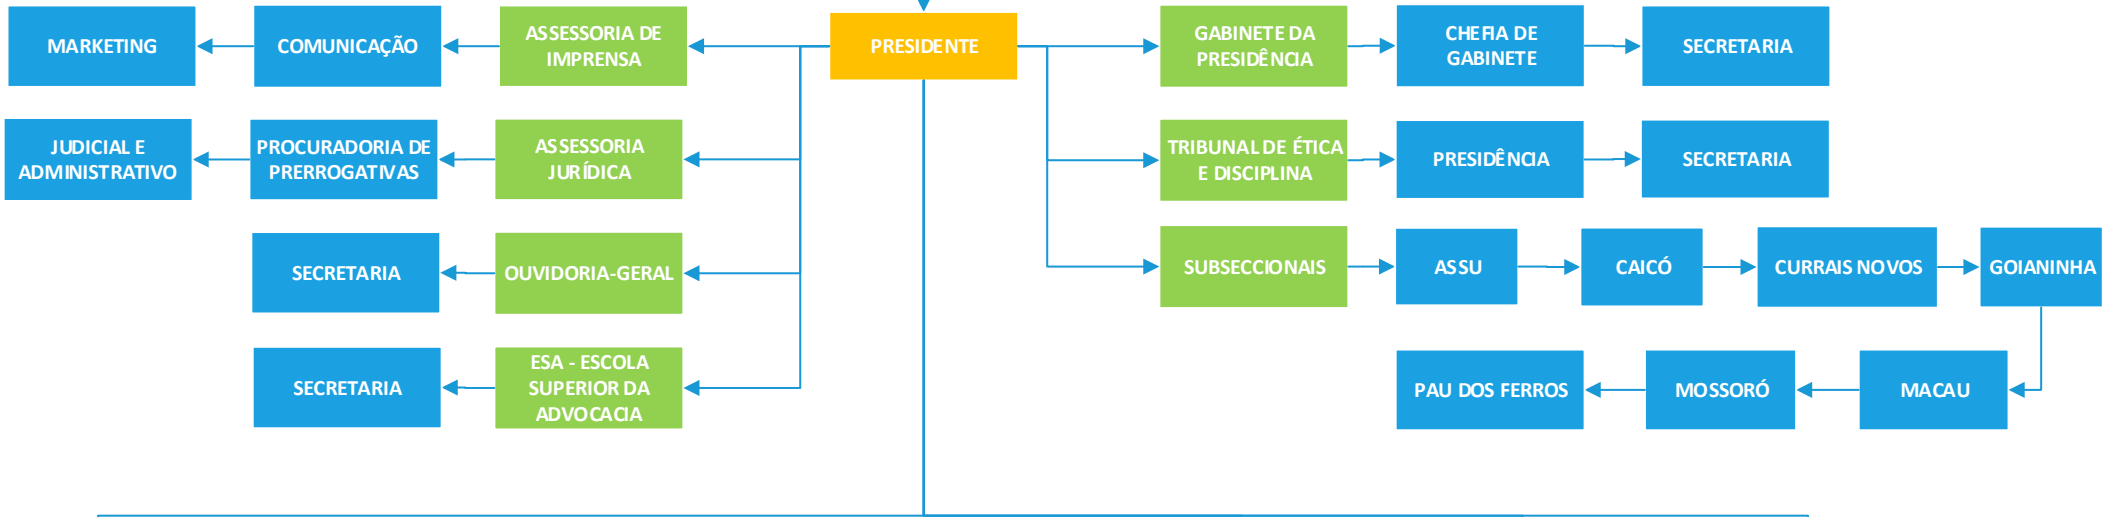 MARKETING
COMUNICAÇÃO
ASSESSORIA DE
IMPRENSA
PRESIDENTE
GABINETE DA
PRESIDÊNCIA
CHEFIA DE
GABINETE
SECRETARIA
JUDICIAL E
ADMINISTRATIVO
PROCURADORIA DE
PRERROGATIVAS
ASSESSORIA
JURÍDICA
TRIBUNAL DE ÉTICA
E DISCIPLINA
PRESIDÊNCIA
SECRETARIA
SECRETARIA
OUVIDORIA-GERAL
SUBSECCIONAIS
ASSU
CAICÓ
CURRAIS NOVOS
GOIANINHA
SECRETARIA
ESA - ESCOLA
SUPERIOR DA
ADVOCACIA
PAU DOS FERROS
MOSSORÓ
MACAU